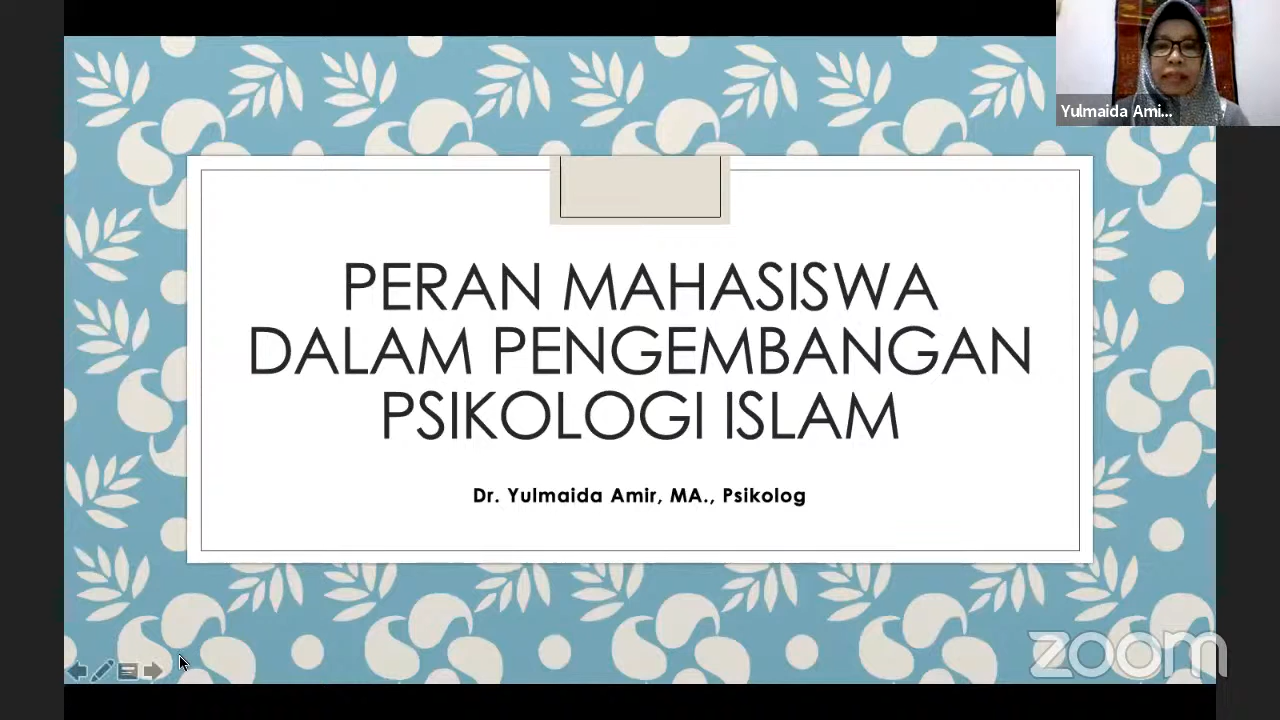 Yulmaida Ami...
PERAN MAHASISWA
DALAM PENGEMBANGAN
PSIKOLOGI ISLAM
Dr. Yulmaida Amir, MA., Psikolog
zoom